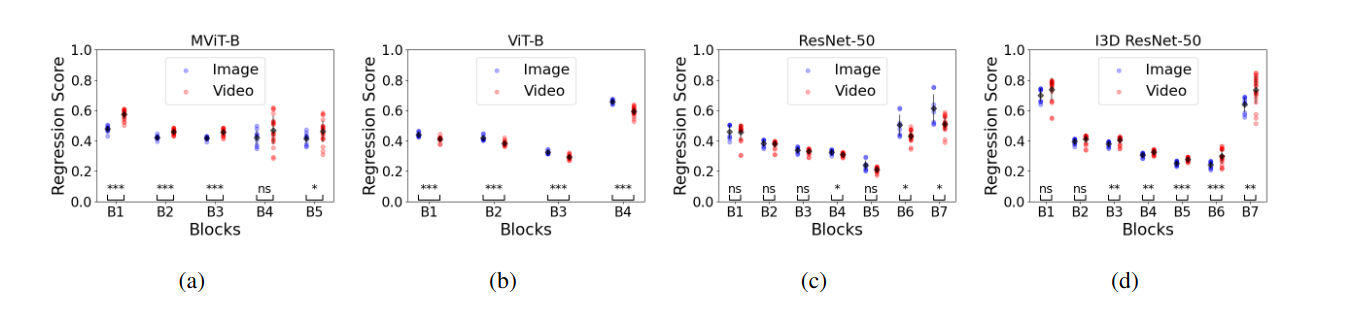 MViT-B
1.0
0.8
0.6
0.4
0.2
0.0
Regression Score
Image
Video
*** *** *** ns *
B1 B2 B3 B4 B5
Blocks
(a)
ViT-B
1.0
0.8
0.6
0.4
0.2
0.0
Regression Score
Image
Video
*** *** *** ***
B1 B2 B3 B4
Blocks
(b)
ResNet-50
1.0
0.8
0.6
0.4
0.2
0.0
Regression Score
Image
Video
ns ns ns * ns * *
B1 B2 B3 B4 B5 B6 B7
Blocks
(c)
I3D ResNet-50
1.0
0.8
0.6
0.4
0.2
0.0
Regression Score
Image
Video
ns ns ** ** *** *** **
B1 B2 B3 B4 B5 B6 B7
Blocks
(d)